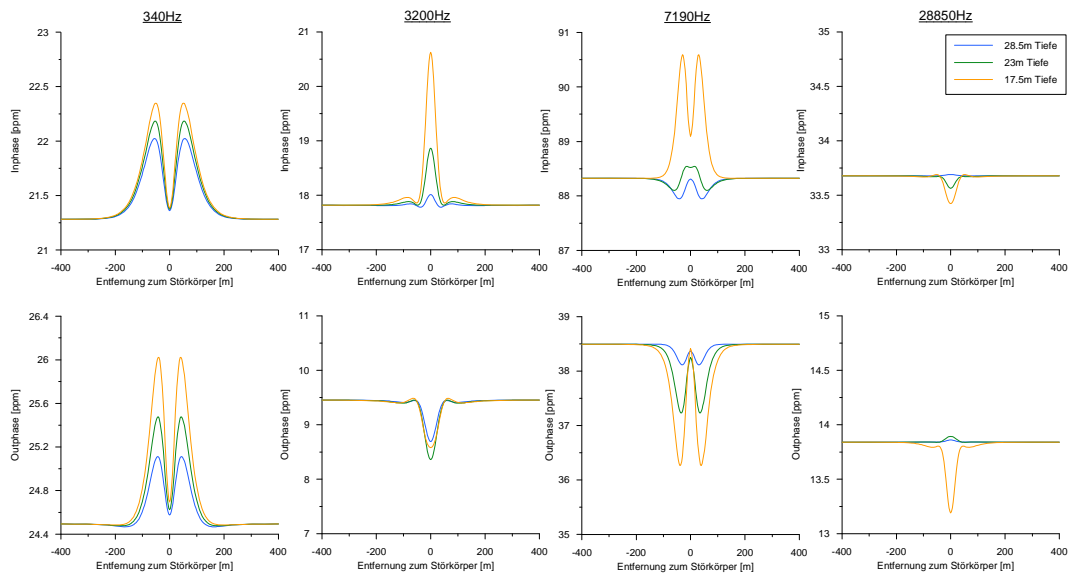 340Hz
3200Hz
7190Hz
28850Hz
28.5m Tiefe
23m Tiefe
17.5m Tiefe
Inphase [ppm]
23
22.5
22
21.5
21
-400 -200 0 200 400
Entfernung zum Störkörper [m]
Inphase [ppm]
21
20
19
18
17
-400 -200 0 200 400
Entfernung zum Störkörper [m]
Inphase [ppm]
91
90
89
88
87
-400 -200 0 200 400
Entfernung zum Störkörper [m]
Inphase [ppm]
35
34.5
34
33.5
33
-400 -200 0 200 400
Entfernung zum Störkörper [m]
Outphase [ppm]
26.4
26
25.6
25.2
24.8
24.4
-400 -200 0 200 400
Entfernung zum Störkörper [m]
Outphase [ppm]
11
10
9
8
7
-400 -200 0 200 400
Entfernung zum Störkörper [m]
Outphase [ppm]
39
38
37
36
35
-400 -200 0 200 400
Entfernung zum Störkörper [m]
Outphase [ppm]
15
14.5
14
13.5
13
-400 -200 0 200 400
Entfernung zum Störkörper [m]